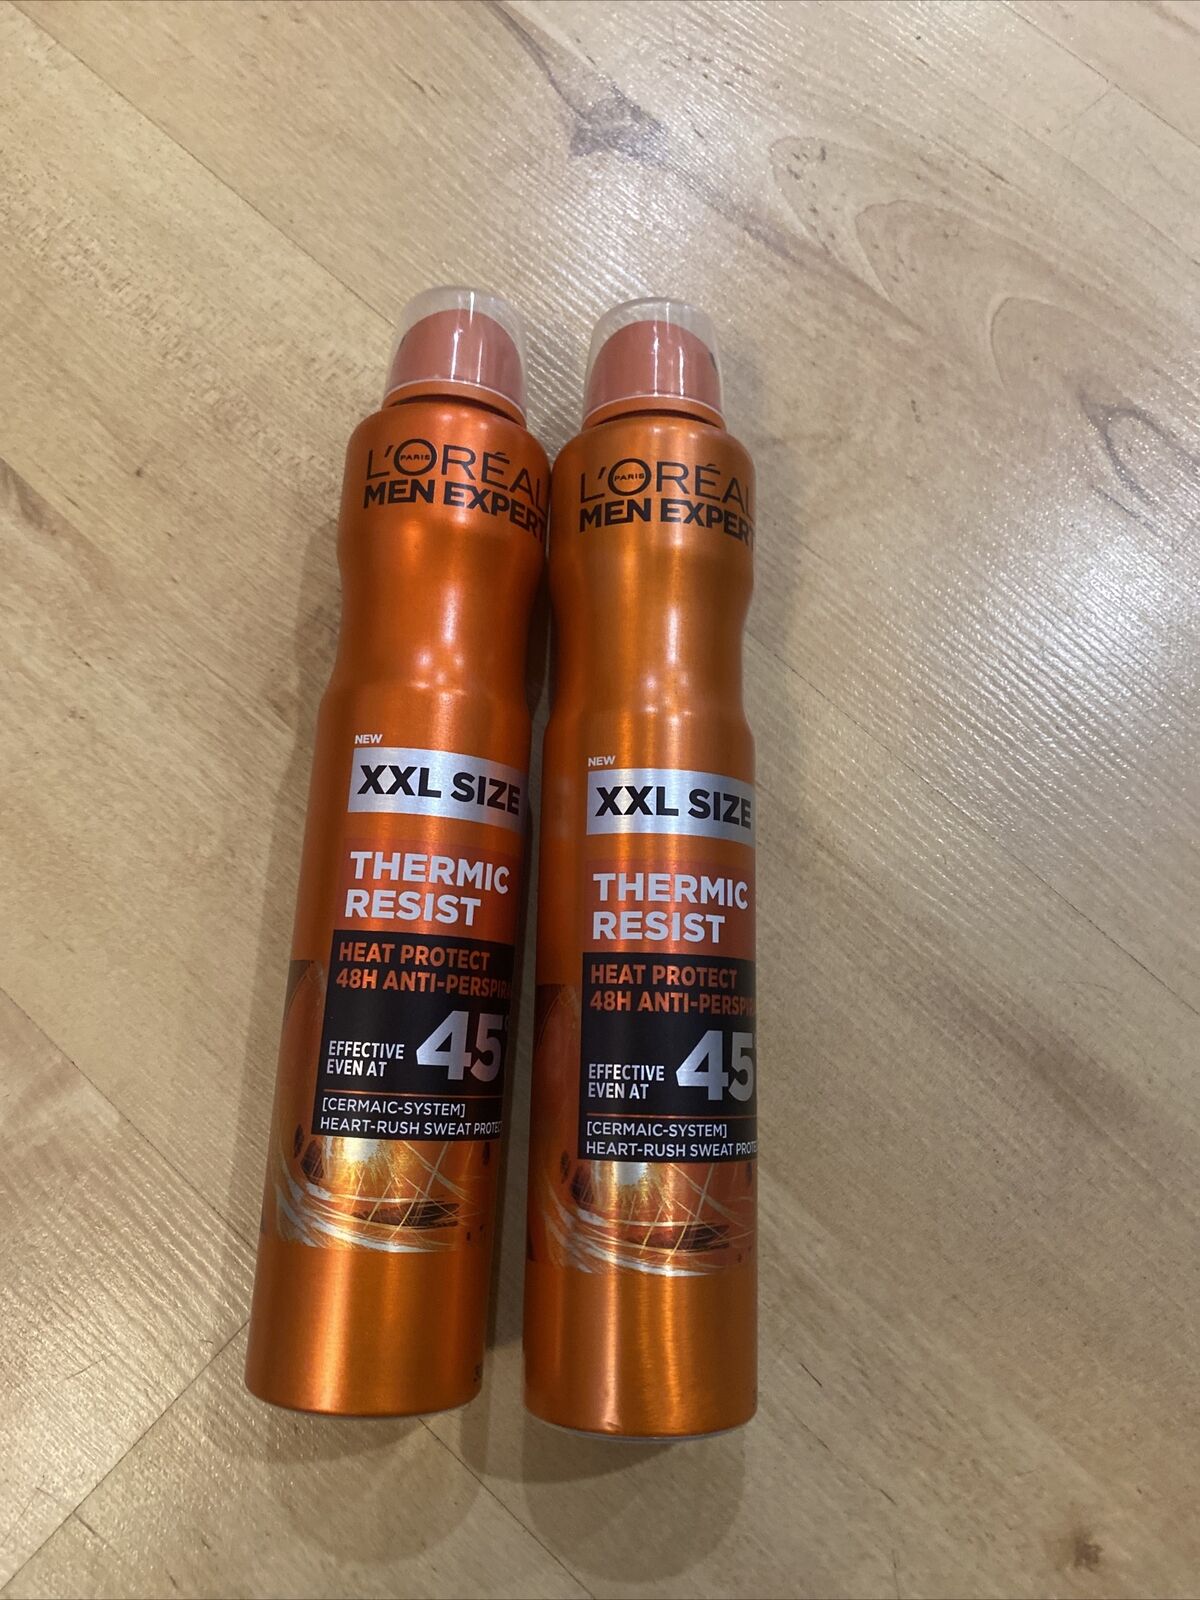 L'ORÉAL
PARIS
MEN EXPERT
NEW
XXL SIZE
THERMIC
RESIST
HEAT PROTECT
48H ANTI-PERSPIRA
EFFECTIVE
EVEN AT
45°
[CERMAIC-SYSTEM]
HEART-RUSH SWEAT PROTEC
L'ORÉAL
PARIS
MEN EXPERT
NEW
XXL SIZE
THERMIC
RESIST
HEAT PROTECT
48H ANTI-PERSPIRA
EFFECTIVE
EVEN AT
45
[CERMAIC-SYSTEM]
HEART-RUSH SWEAT PROTEC